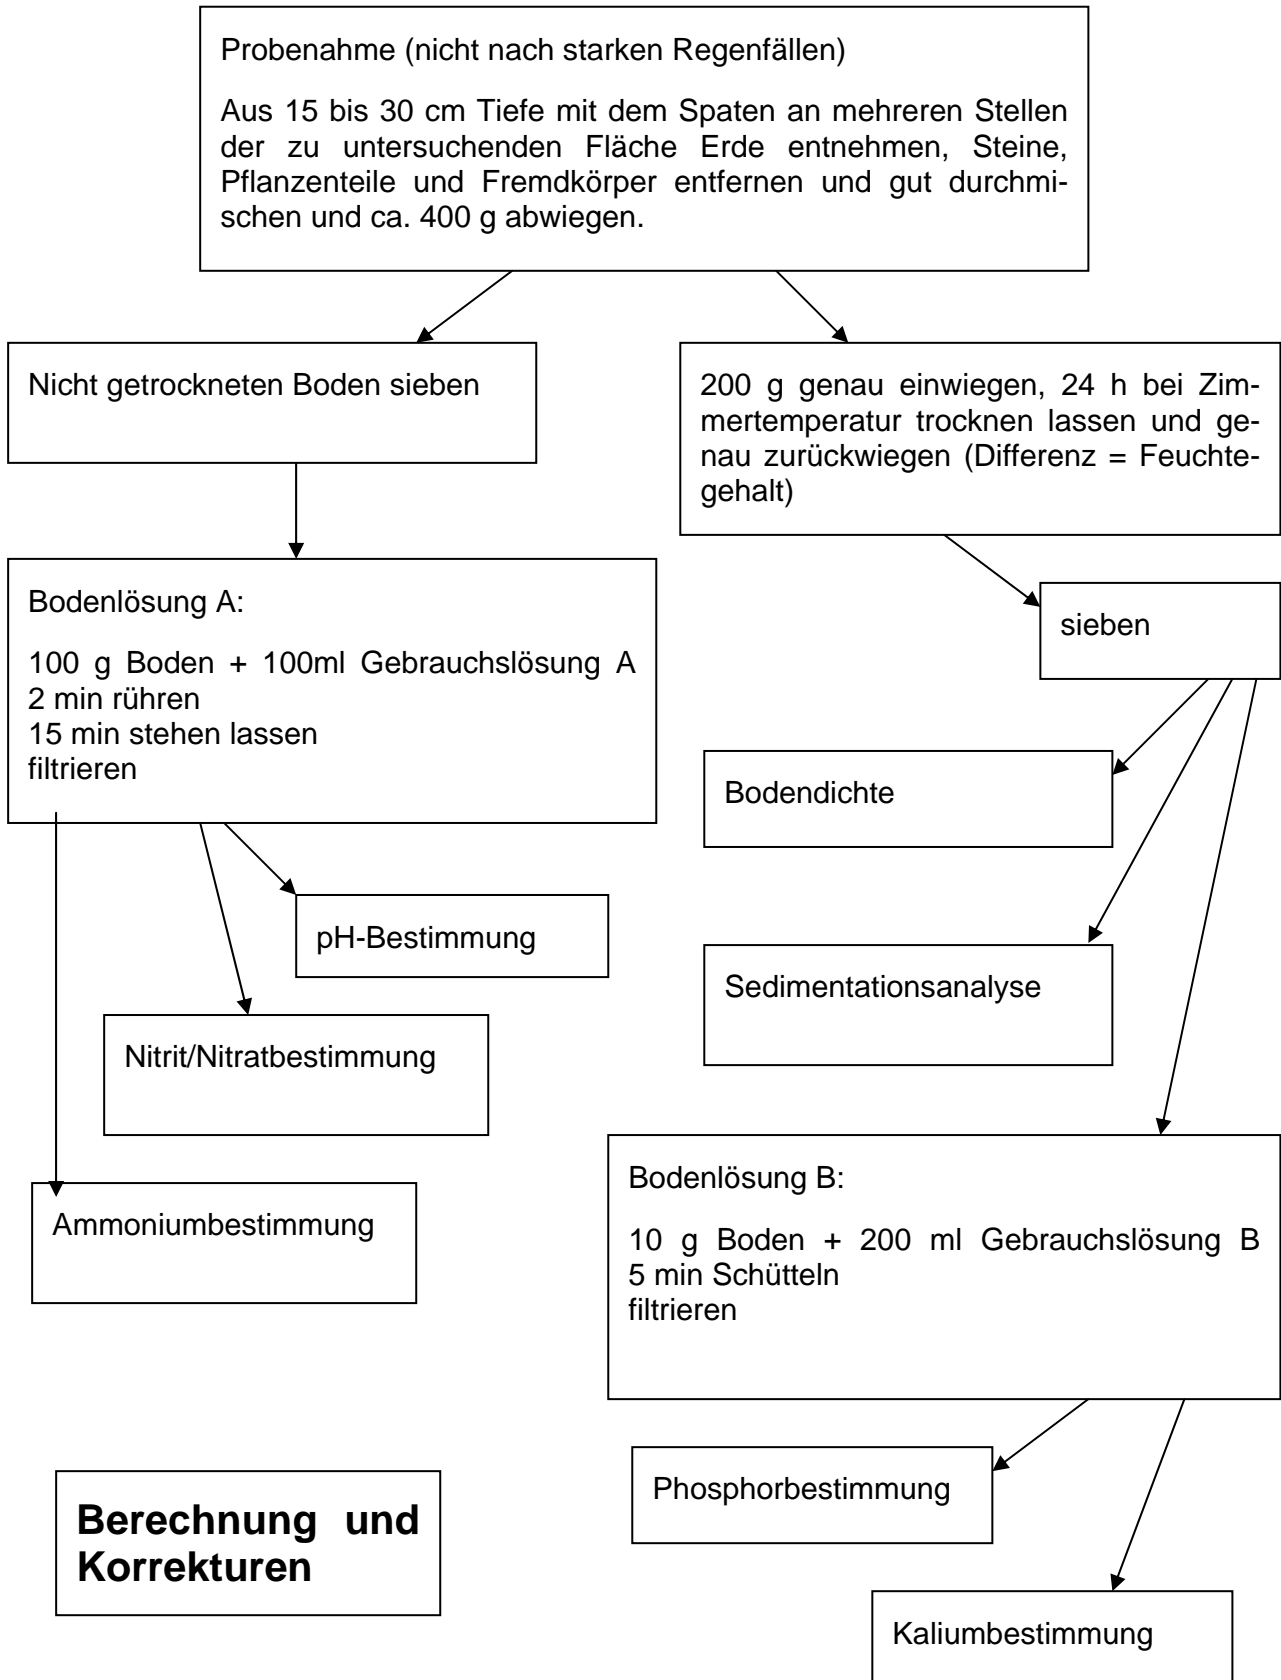 Probenahme (nicht nach starken Regenfällen)
Aus 15 bis 30 cm Tiefe mit dem Spaten an mehreren Stellen
der zu untersuchenden Fläche Erde entnehmen, Steine,
Pflanzenteile und Fremdkörper entfernen und gut durchmi-
schen und ca. 400 g abwiegen.
Nicht getrockneten Boden sieben
200 g genau einwiegen, 24 h bei Zim-
mertemperatur trocknen lassen und ge-
nau zurückwiegen (Differenz = Feuchte-
gehalt)
Bodenlösung A:
100 g Boden + 100ml Gebrauchslösung A
2 min rühren
15 min stehen lassen
filtrieren
sieben
Bodendichte
pH-Bestimmung
Sedimentationsanalyse
Nitrit/Nitratbestimmung
Ammoniumbestimmung
Bodenlösung B:
10 g Boden + 200 ml Gebrauchslösung B
5 min Schütteln
filtrieren
Phosphorbestimmung
Berechnung und
Korrekturen
Kaliumbestimmung